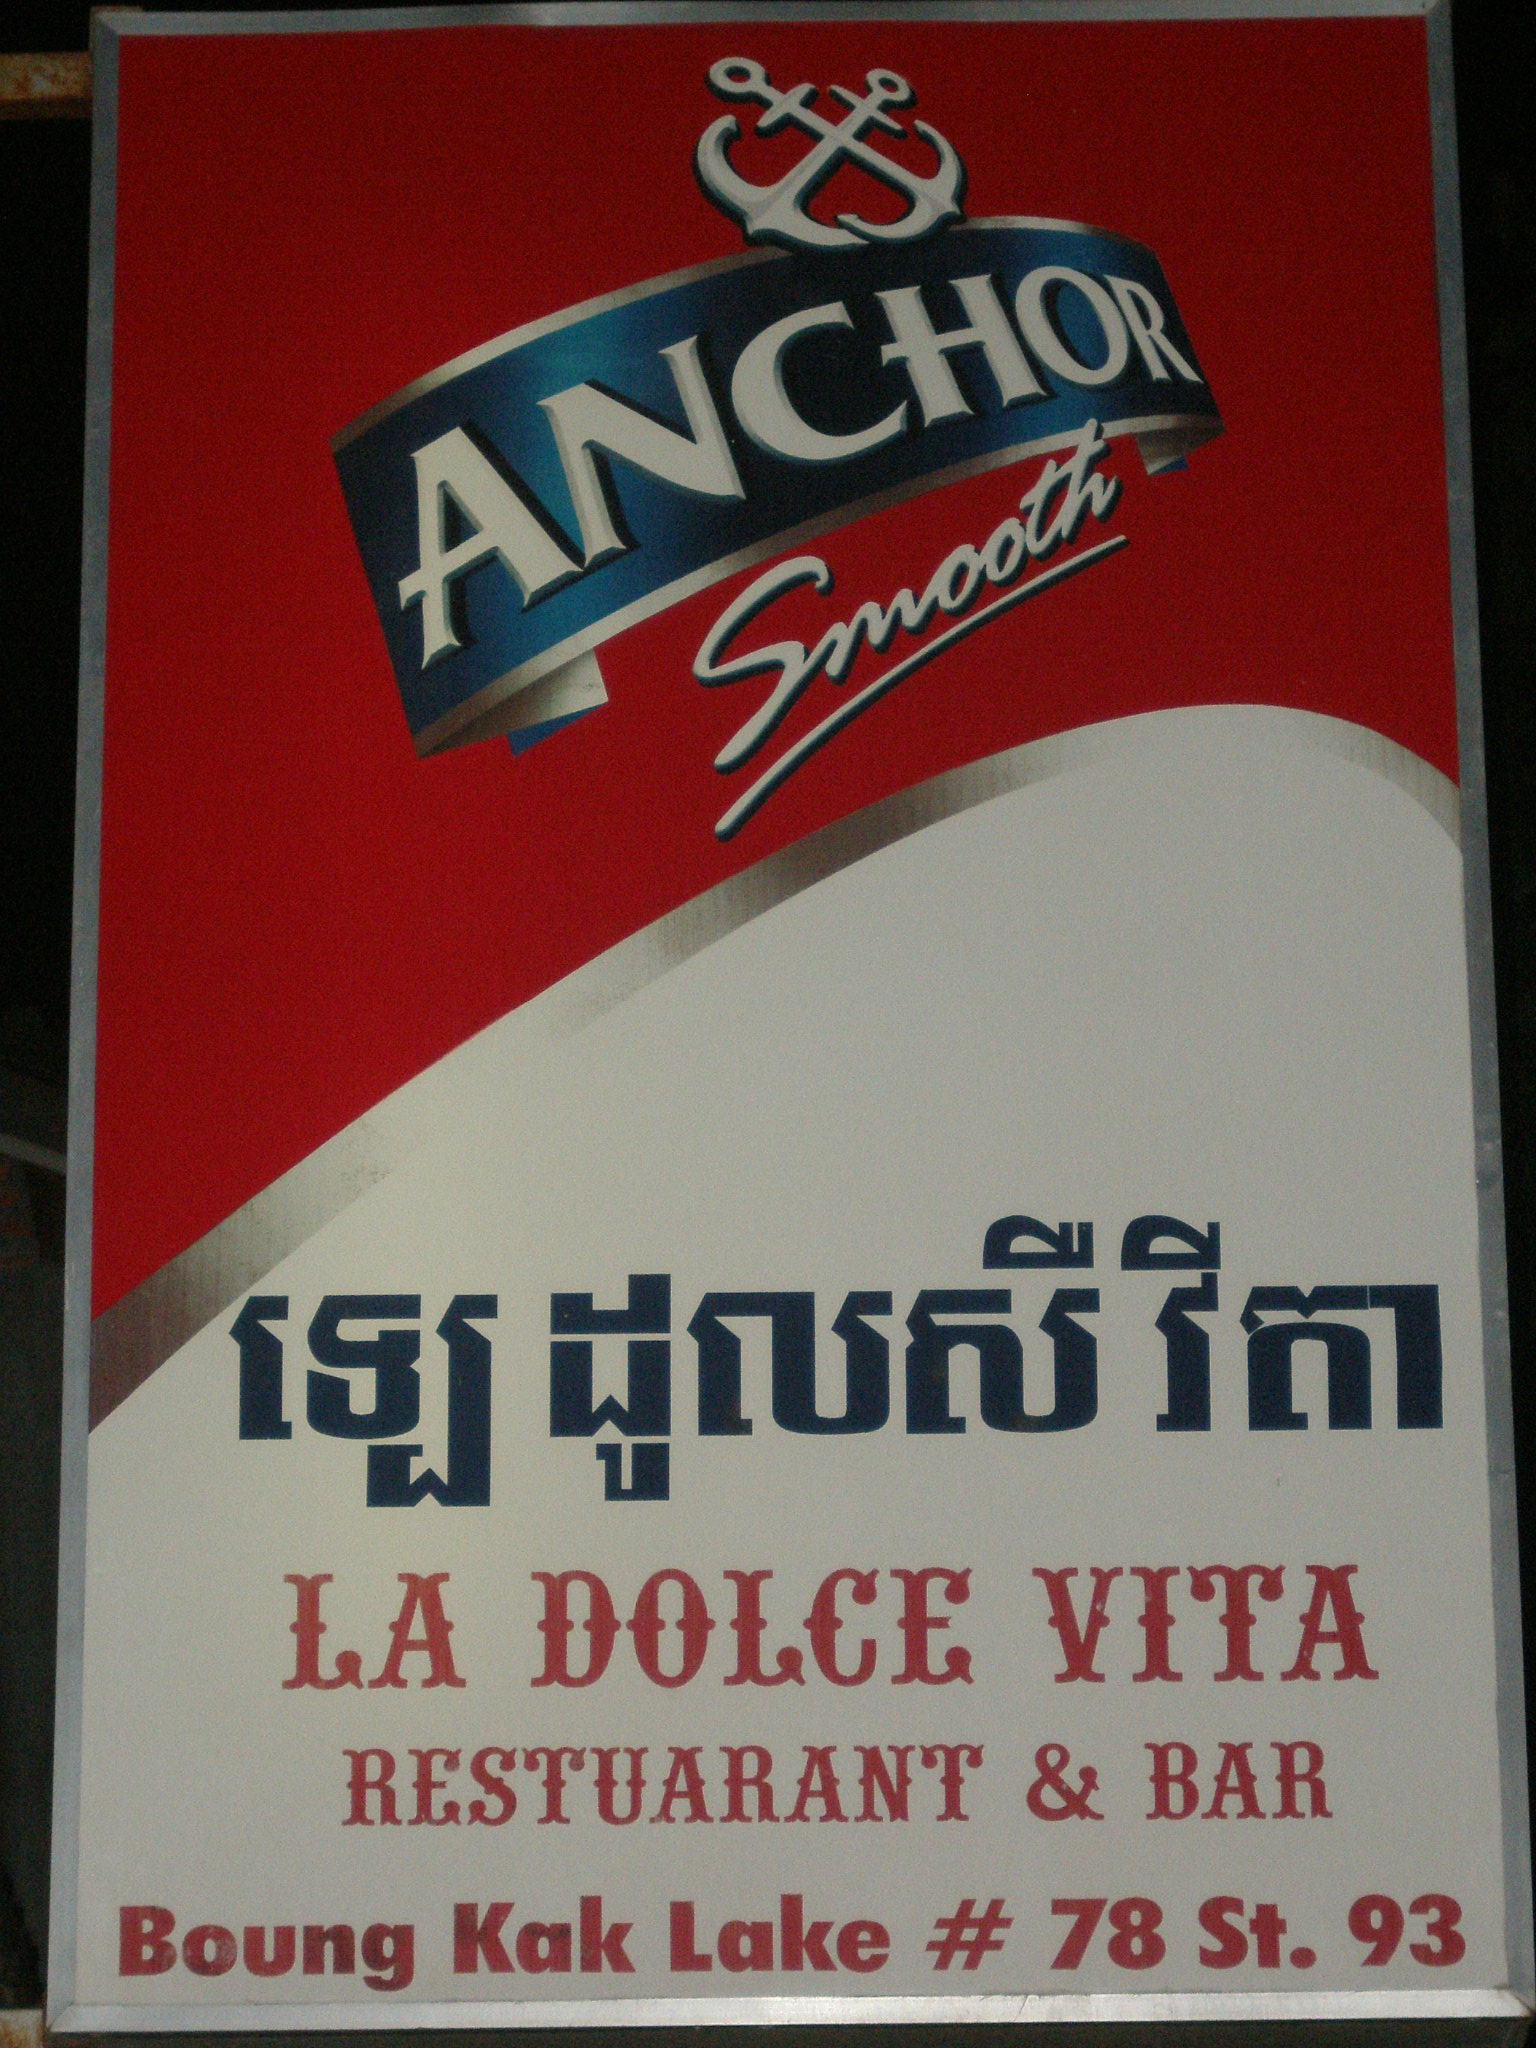 ANCHOR
Smooth
ឡេ ដូលស៊ី វីតា
LA DOLCE VITA
RESTUARANT & BAR
Boung Kak Lake # 78 St. 93